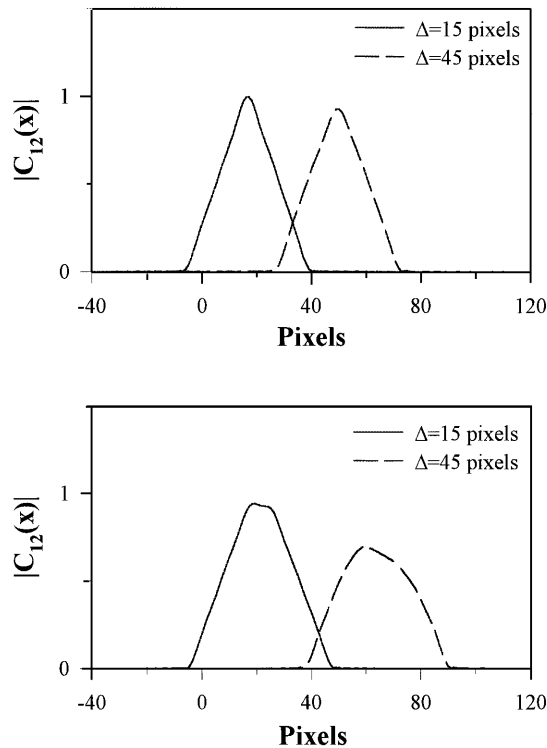 Δ=15 pixels
Δ=45 pixels
|C₁₂(x)|
1
0
-40 0 40 80 120
Pixels
Δ=15 pixels
Δ=45 pixels
|C₁₂(x)|
1
0
-40 0 40 80 120
Pixels